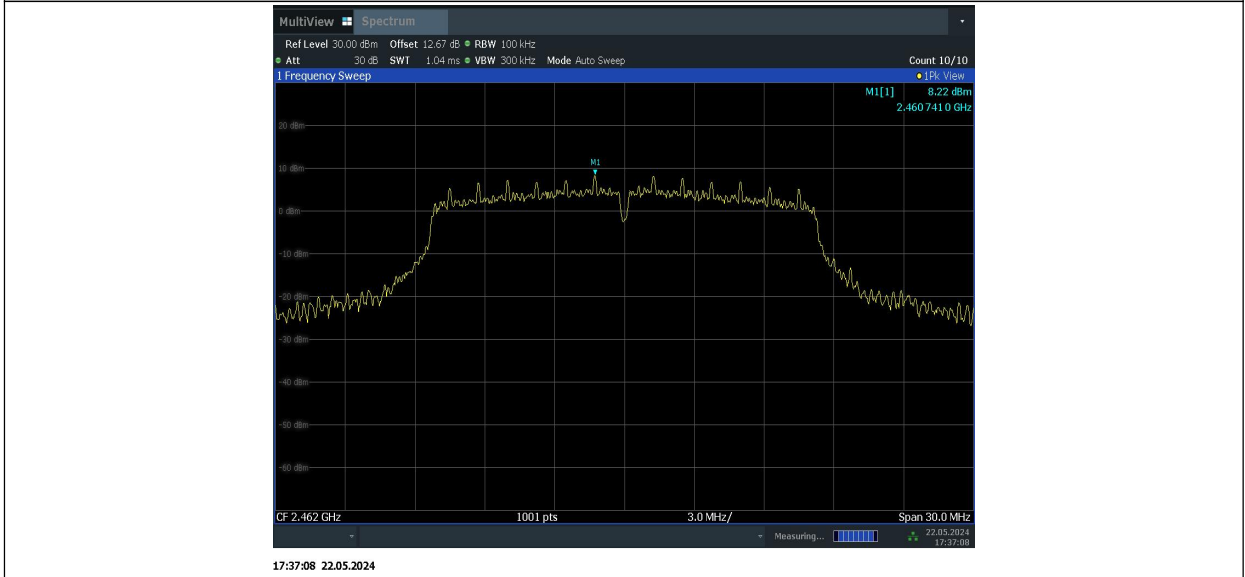 MultiView Spectrum
Ref Level 30.00 dBm Offset 12.67 dB RBW 100 kHz
Att 30 dB SWT 1.04 ms VBW 300 kHz Mode Auto Sweep Count 10/10
1 Frequency Sweep 1Pk View
M1[1] 8.22 dBm
2.460 741 0 GHz
20 dBm
M1
10 dBm
0 dBm
-10 dBm
-20 dBm
-30 dBm
-40 dBm
-50 dBm
-60 dBm
CF 2.462 GHz 1001 pts 3.0 MHz/ Span 30.0 MHz
Measuring... 22.05.2024
17:37:08
17:37:08 22.05.2024